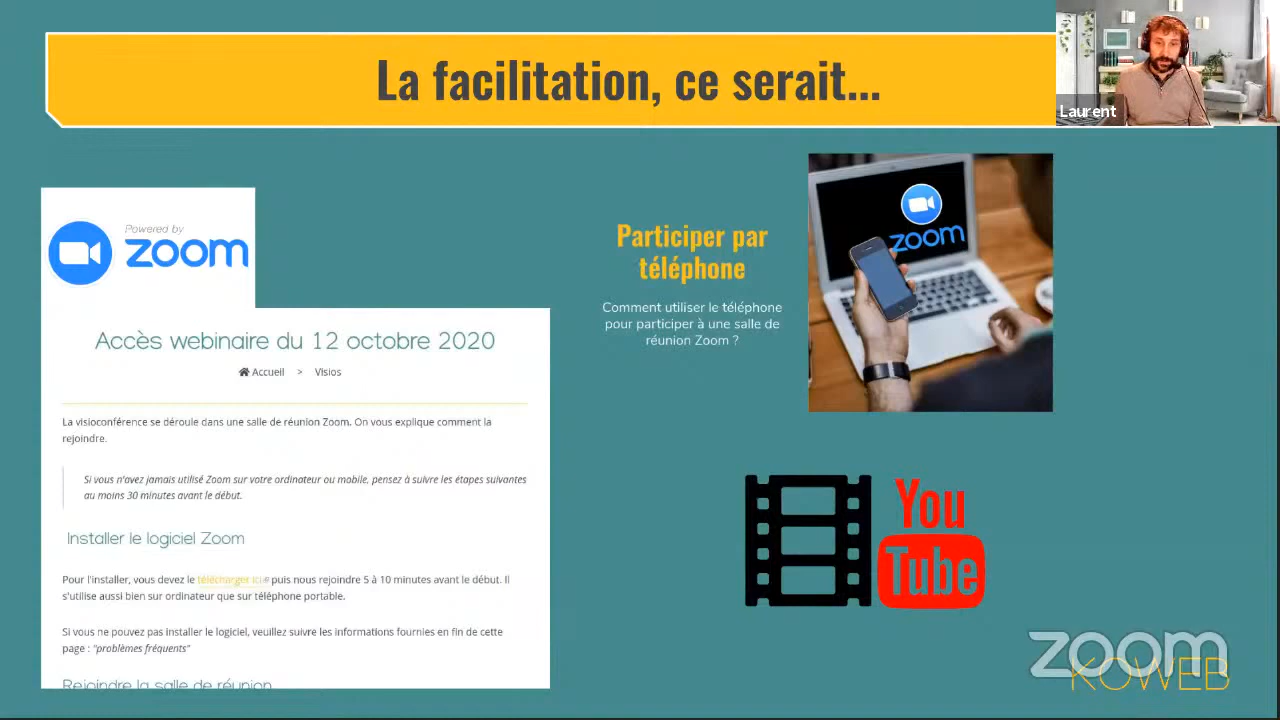 La facilitation, ce serait...
Laurent
Powered by
zoom
Accès webinaire du 12 octobre 2020
Accueil > Visios
La visioconférence se déroule dans une salle de réunion Zoom. On vous explique comment la
rejoindre.
Si vous n'avez jamais utilisé Zoom sur votre ordinateur ou mobile, pensez à suivre les étapes suivantes
au moins 30 minutes avant le début.
Installer le logiciel Zoom
Pour l'installer, vous devez le télécharger ici puis nous rejoindre 5 à 10 minutes avant le début. Il
s'utilise aussi bien sur ordinateur que sur téléphone portable.
Si vous ne pouvez pas installer le logiciel, veuillez suivre les informations fournies en fin de cette
page : "problèmes fréquents"
Rejoindre la salle de réunion
Participer par
téléphone
Comment utiliser le téléphone
pour participer à une salle de
réunion Zoom ?
zoom
You
Tube
zoom
KOWEB